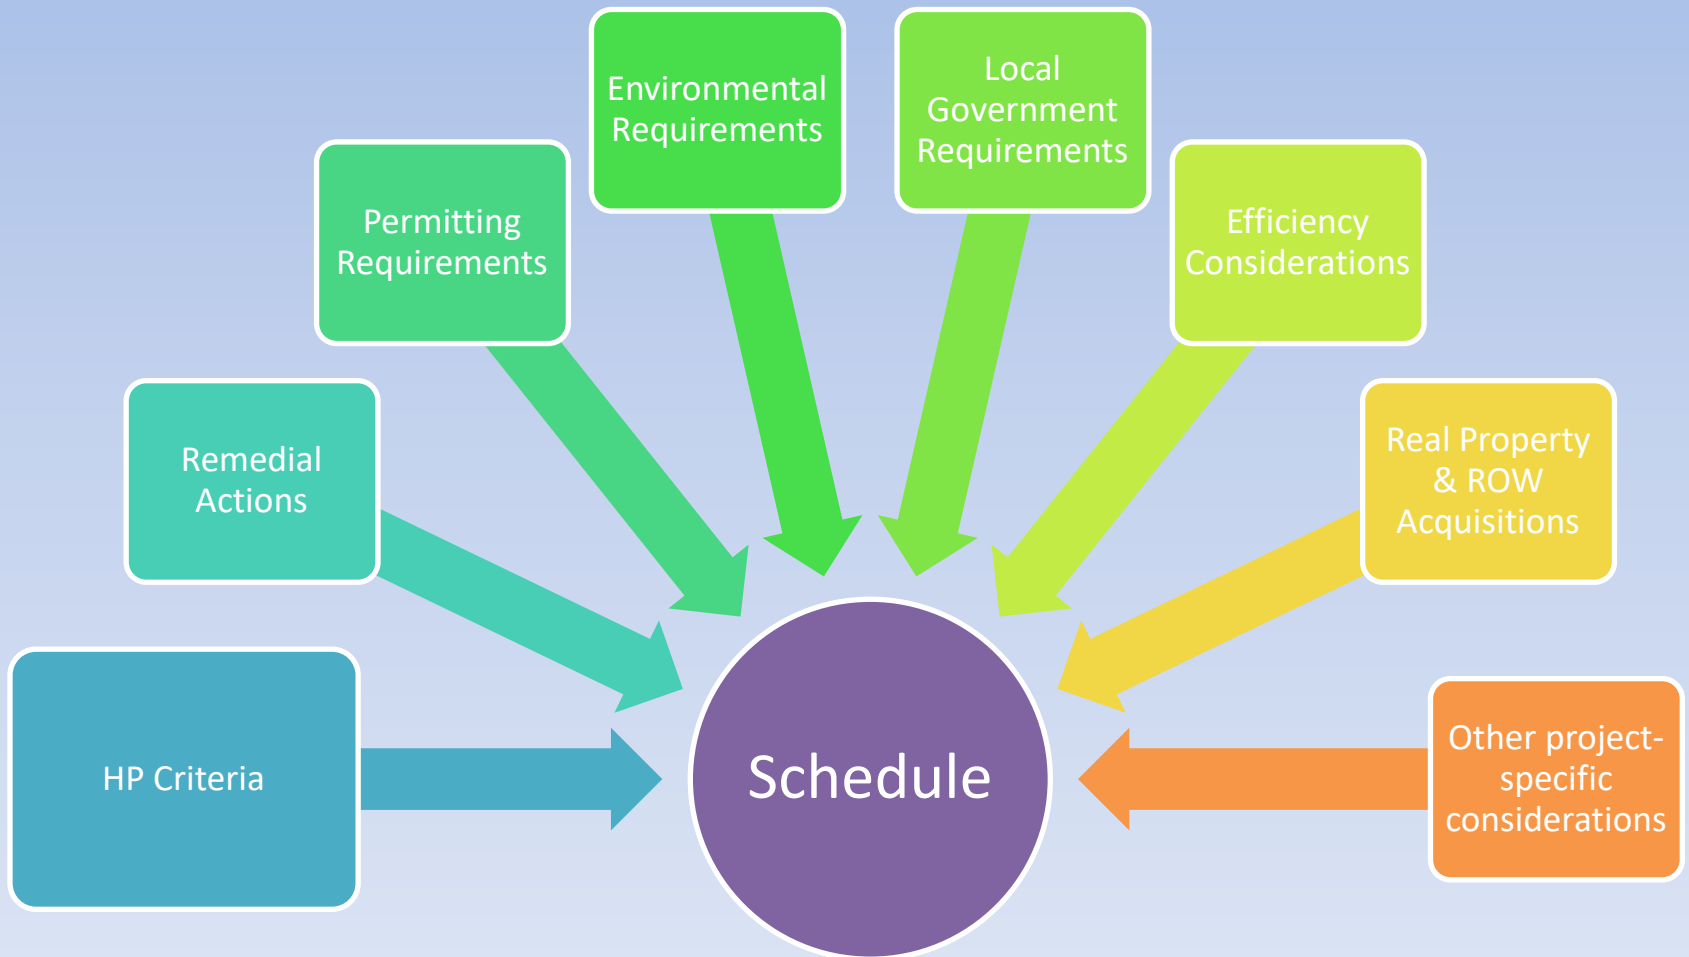 Environmental
Requirements
Local
Government
Requirements
Permitting
Requirements
Efficiency
Considerations
Remedial
Actions
Real Property
& ROW
Acquisitions
HP Criteria
Schedule
Other project-
specific
considerations